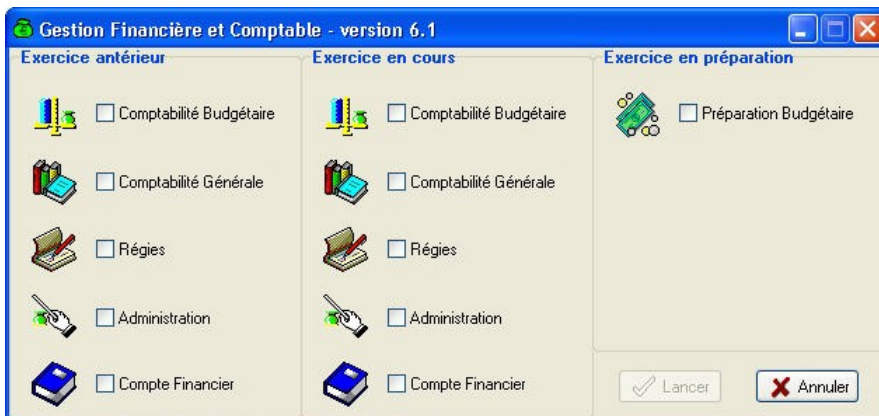 Gestion Financière et Comptable - version 6.1
Exercice antérieur
Comptabilité Budgétaire
Comptabilité Générale
Régies
Administration
Compte Financier
Exercice en cours
Comptabilité Budgétaire
Comptabilité Générale
Régies
Administration
Compte Financier
Exercice en préparation
Préparation Budgétaire
Lancer
Annuler